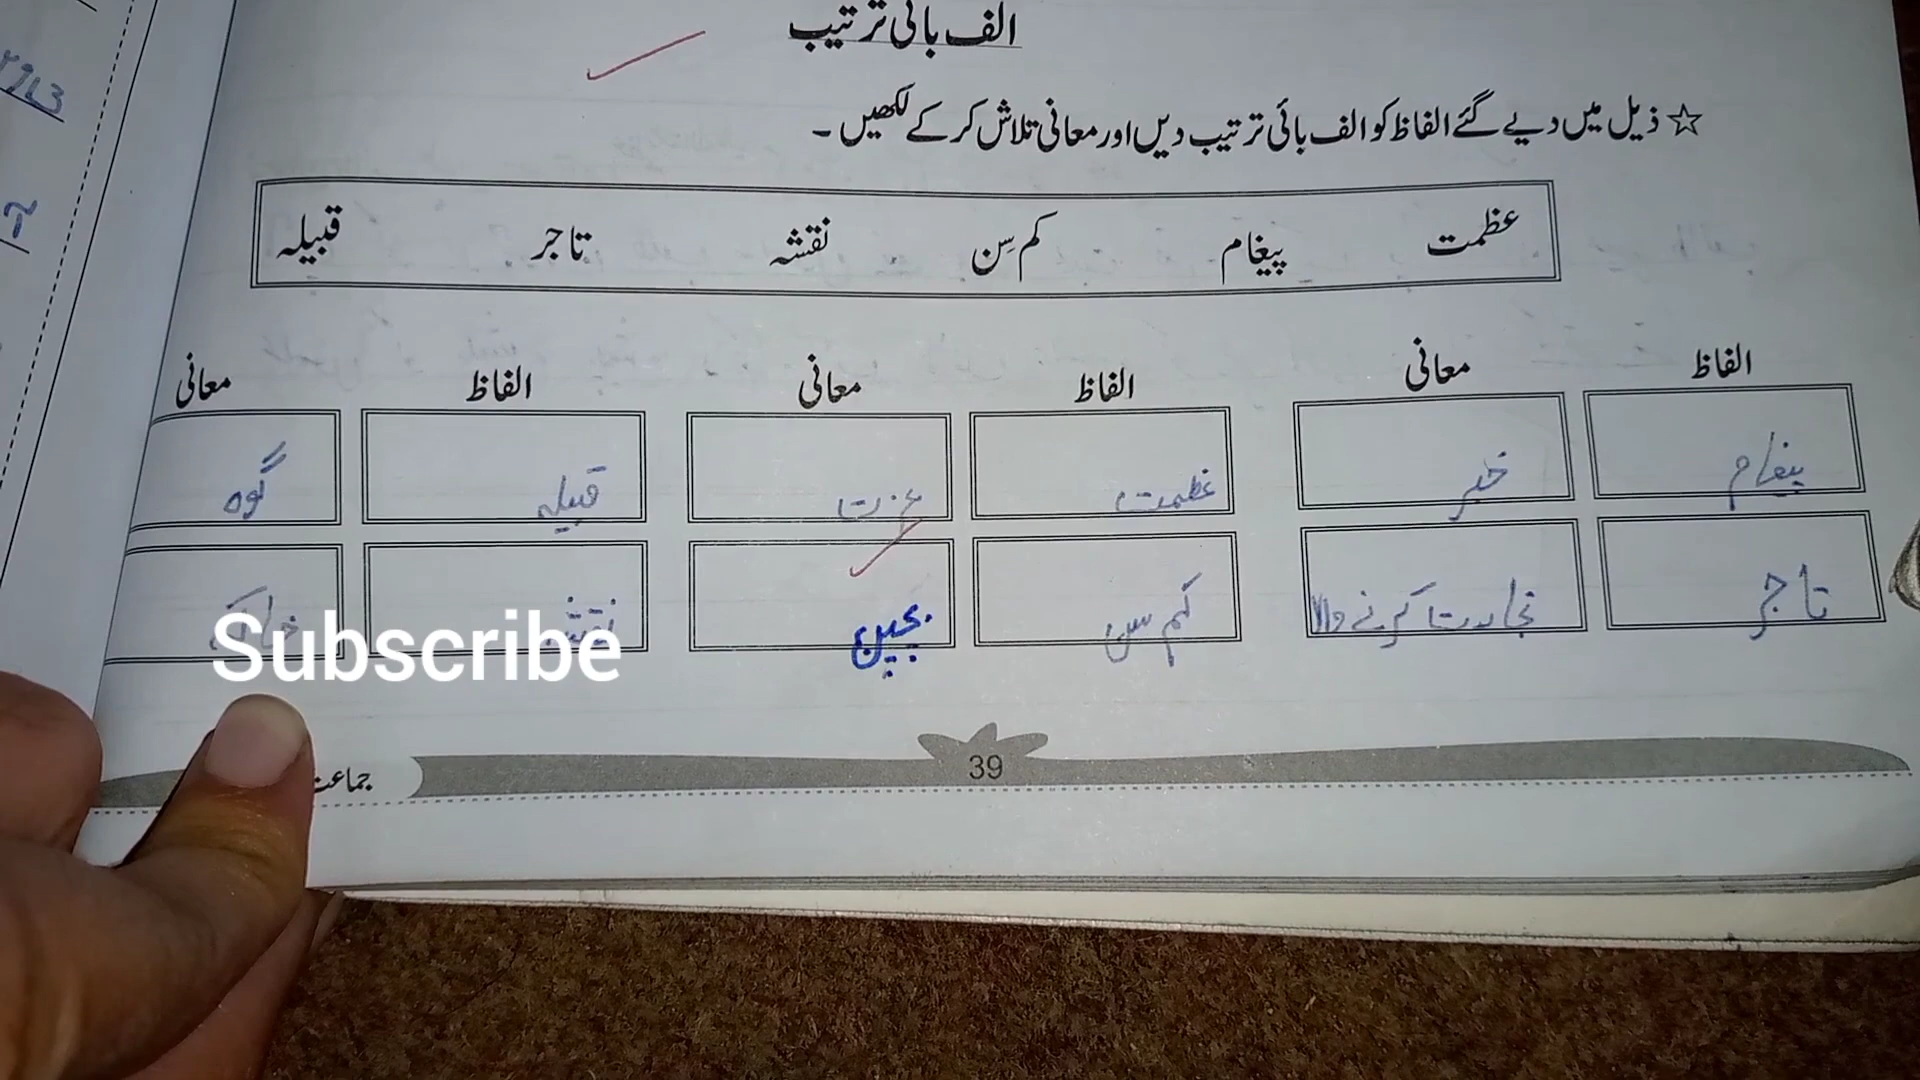 الف بائی ترتیب
☆ ذیل میں دیے گئے الفاظ کو الف بائی ترتیب دیں اور معانی تلاش کر کے لکھیں ۔
عظمت پیغام کم سِن نقشہ تاجر قبیلہ
الفاظ معانی الفاظ معانی الفاظ معانی
پیغام خبر عظمت عزت قبیلہ گروہ
تاجر تجارت کرنے والا کم سن بچپن نقشہ
Subscribe
39
جماعت